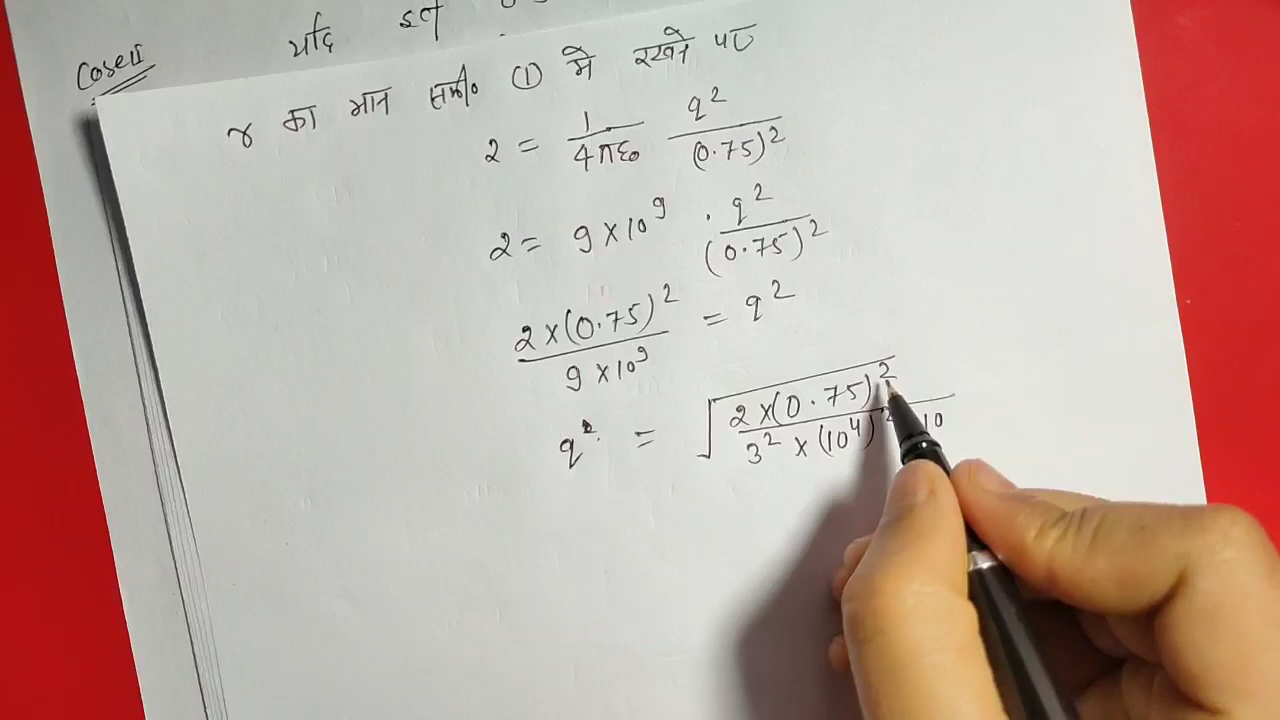 यदि इन
Case II
r का मान समी० ① मे रखने पर
2 = 1/4πε₀ q²/(0.75)²
2 = 9×10⁹ . q²/(0.75)²
2×(0.75)²/9×10⁹ = q²
q = √2×(0.75)²/3²×(10⁴)² 10